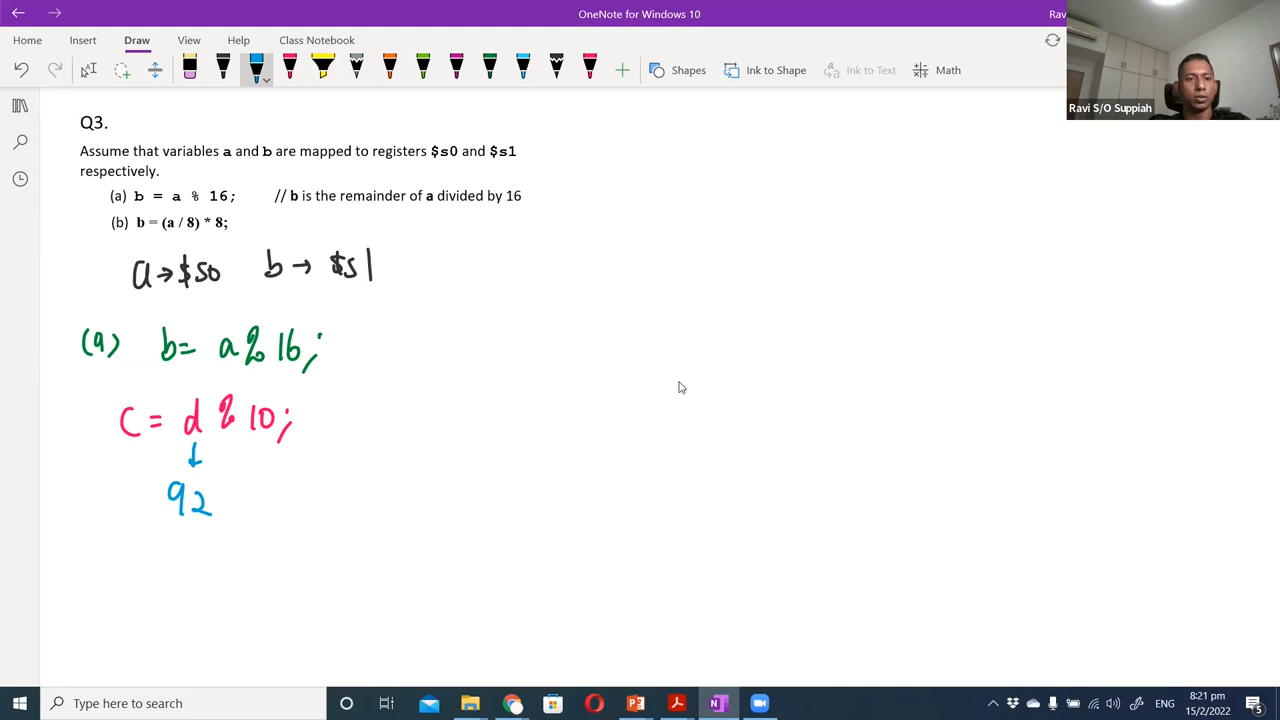 OneNote for Windows 10
Ravi
Home Insert Draw View Help Class Notebook
Shapes Ink to Shape Ink to Text Math
Ravi S/O Suppiah
Q3.
Assume that variables a and b are mapped to registers $s0 and $s1
respectively.
(a) b = a % 16; // b is the remainder of a divided by 16
(b) b = (a / 8) * 8;
a→$s0 b→ $s1
(a) b= a%16;
c = d%10;
↓
92
Type here to search
ENG
8:21 pm
15/2/2022
5